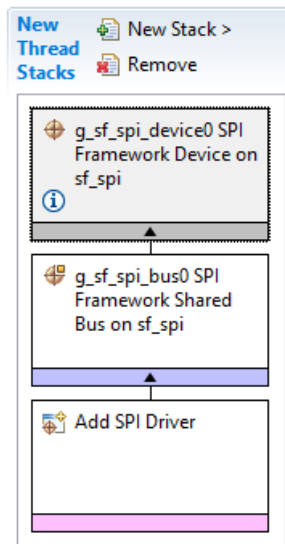 New
Thread
Stacks
New Stack >
Remove
g_sf_spi_device0 SPI
Framework Device on
sf_spi
g_sf_spi_bus0 SPI
Framework Shared
Bus on sf_spi
Add SPI Driver